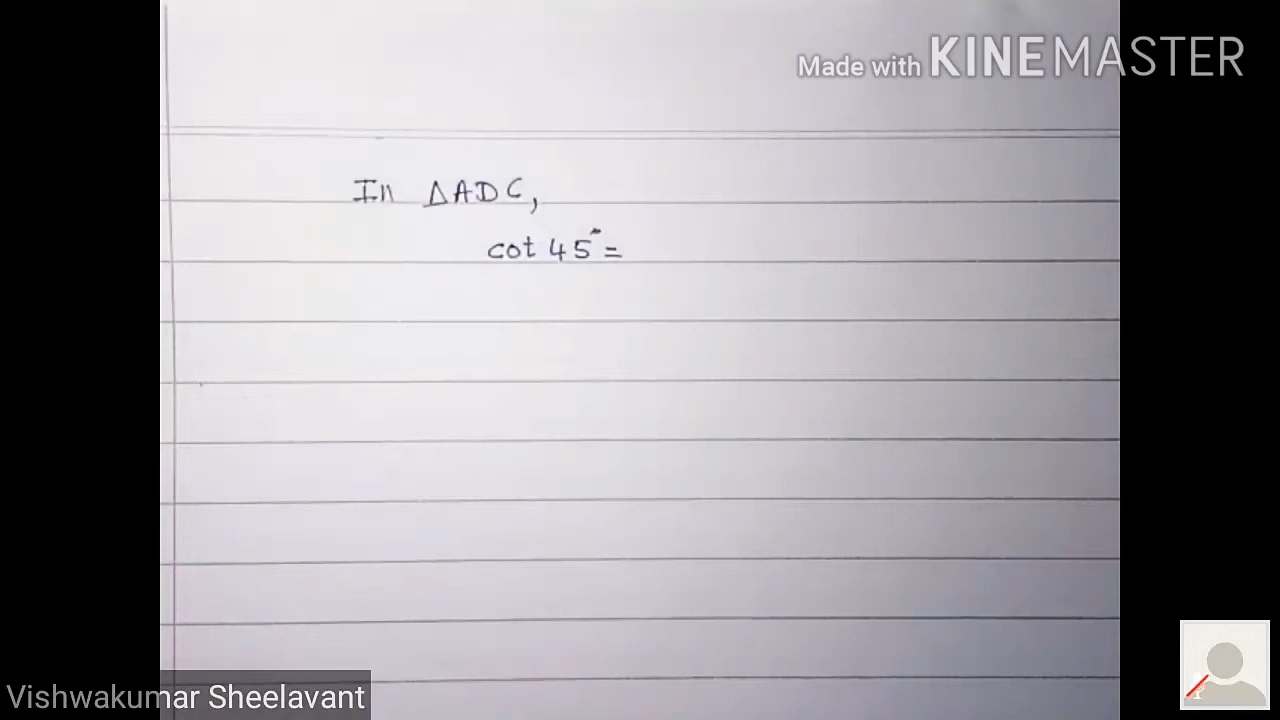 Made with KINEMASTER
In ΔADC,
cot 45° =
Vishwakumar Sheelavant